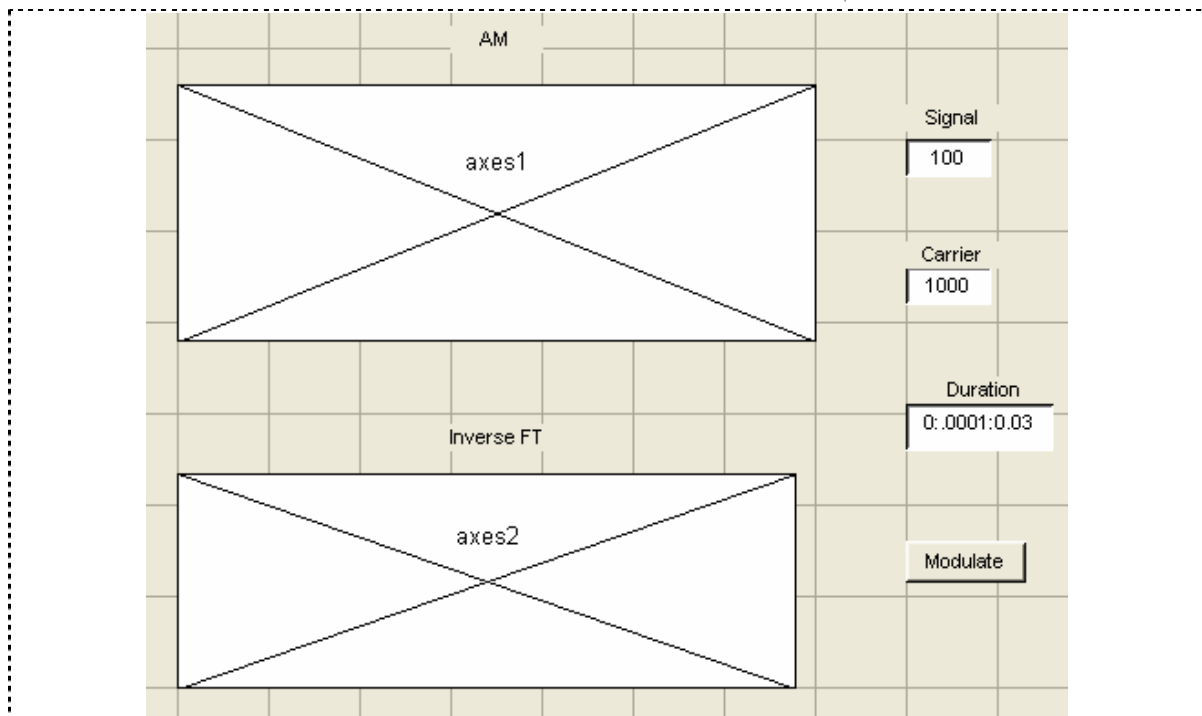 AM
axes1
Signal
100
Carrier
1000
Duration
0:.0001:0.03
Inverse FT
axes2
Modulate